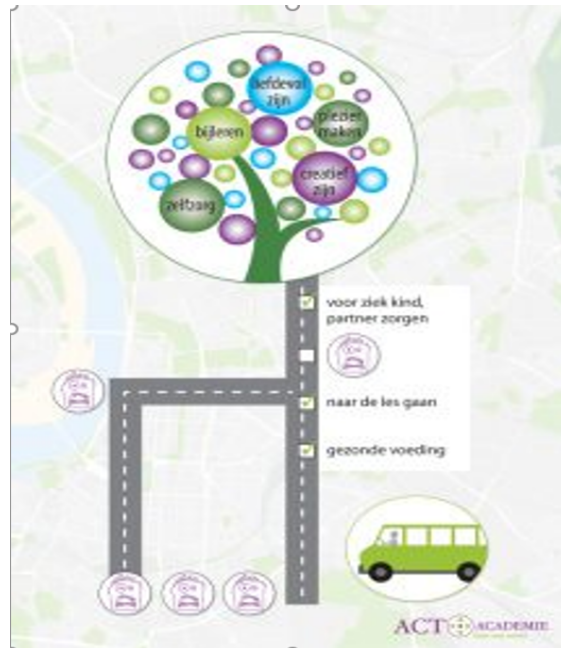 liefdevol
zijn
plezier
maken
bijleren
creatief
zijn
zelfzorg
voor ziek kind,
partner zorgen
naar de les gaan
gezonde voeding
ACT ACADEMIE